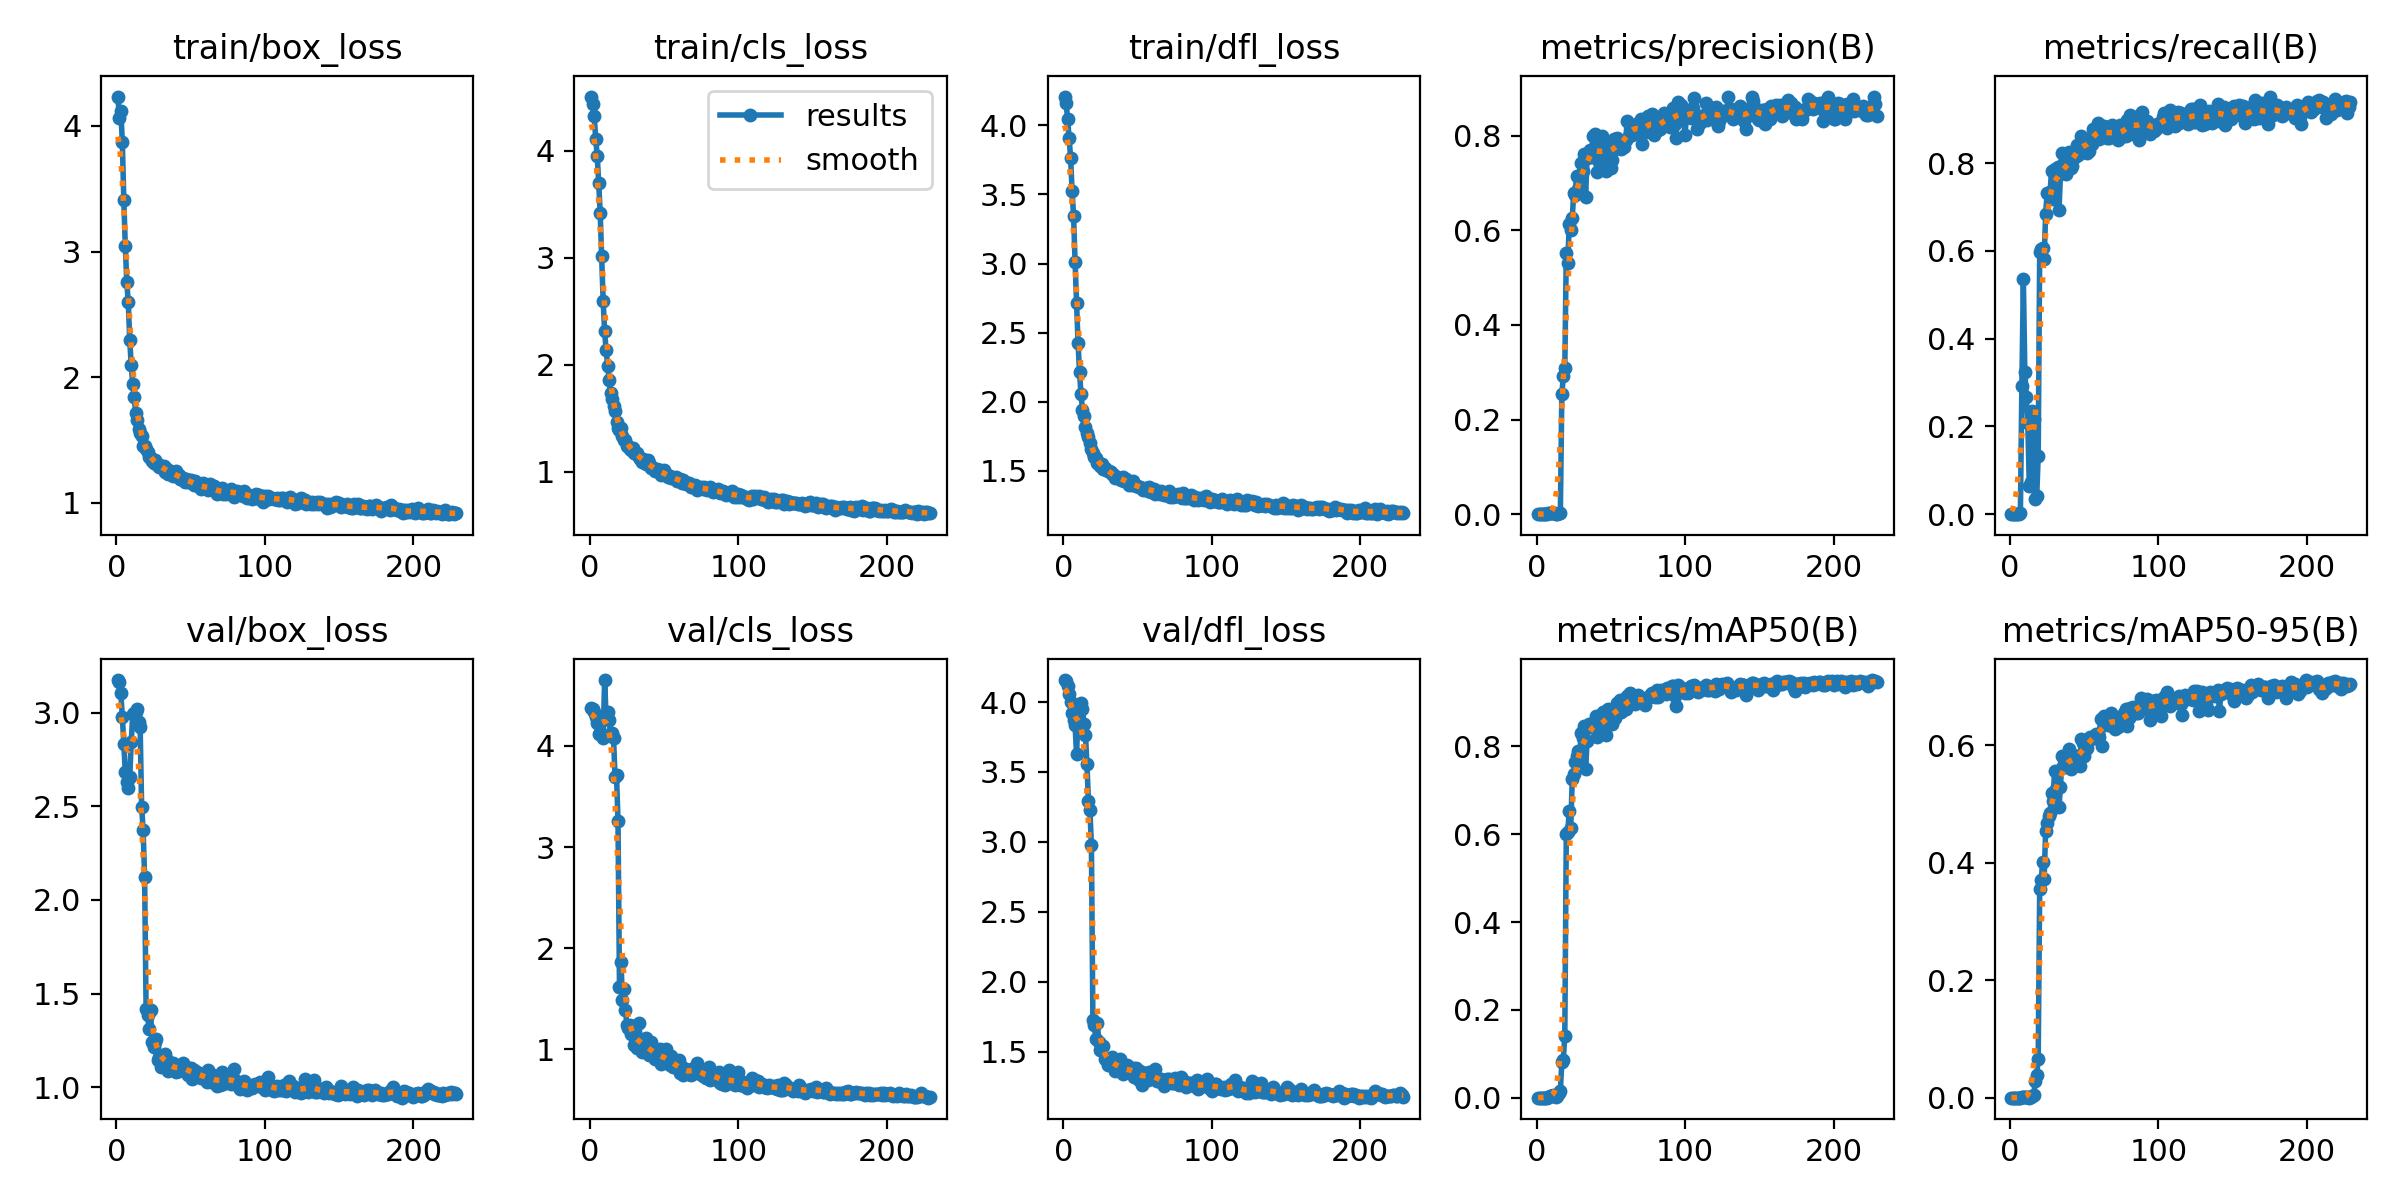 train/box_loss
4
3
2
1
0 100 200
train/cls_loss
results
smooth
4
3
2
1
0 100 200
train/dfl_loss
4.0
3.5
3.0
2.5
2.0
1.5
0 100 200
metrics/precision(B)
0.8
0.6
0.4
0.2
0.0
0 100 200
metrics/recall(B)
0.8
0.6
0.4
0.2
0.0
0 100 200
val/box_loss
3.0
2.5
2.0
1.5
1.0
0 100 200
val/cls_loss
4
3
2
1
0 100 200
val/dfl_loss
4.0
3.5
3.0
2.5
2.0
1.5
0 100 200
metrics/mAP50(B)
0.8
0.6
0.4
0.2
0.0
0 100 200
metrics/mAP50-95(B)
0.6
0.4
0.2
0.0
0 100 200